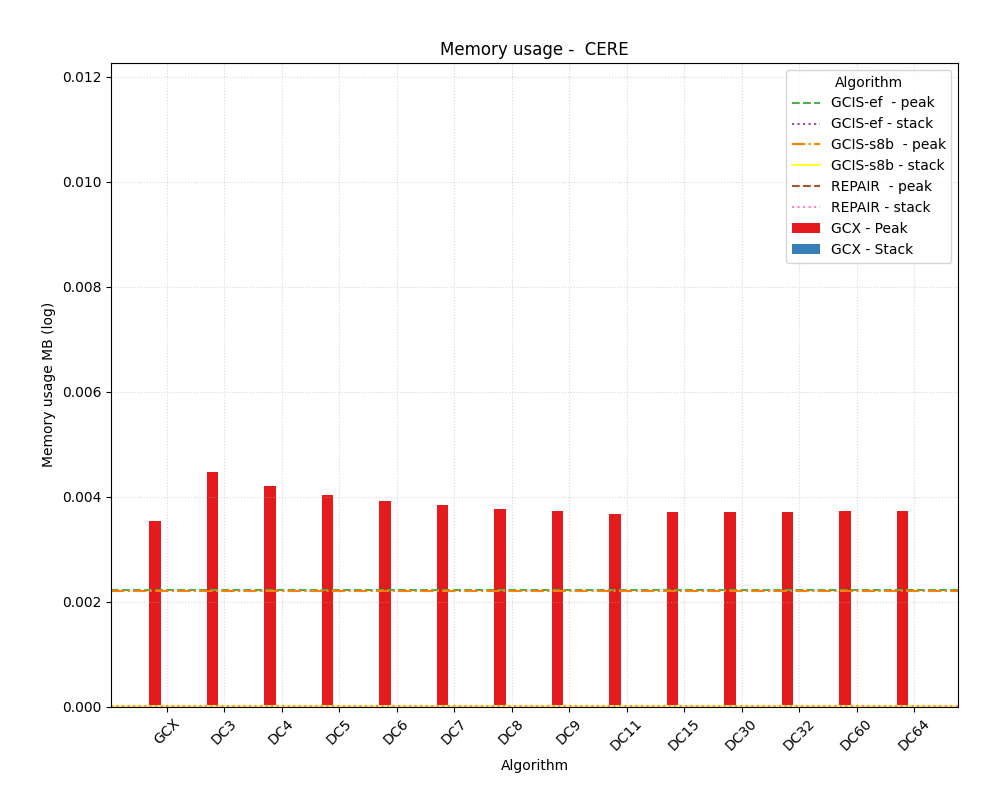 Memory usage -  CERE
Memory usage MB (log)
0.012
0.010
0.008
0.006
0.004
0.002
0.000
Algorithm
GCIS-ef  - peak
GCIS-ef - stack
GCIS-s8b  - peak
GCIS-s8b - stack
REPAIR  - peak
REPAIR - stack
GCX - Peak
GCX - Stack
GCX
DC3
DC4
DC5
DC6
DC7
DC8
DC9
DC11
DC15
DC30
DC32
DC60
DC64
Algorithm